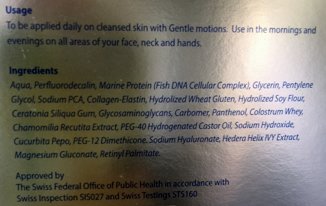 Usage
To be applied daily on cleansed skin with Gentle motions. Use in the mornings and
evenings on all areas of your face, neck and hands.
Ingredients
Aqua, Perfluorodecalin, Marine Protein (Fish DNA Cellular Complex), Glycerin, Pentylene
Glycol, Sodium PCA, Collagen-Elastin, Hydrolized Wheat Gluten, Hydralized Soy Flour,
Ceratonia Siliqua Gum, Glycosaminoglycans, Carbomer, Panthenol, Colostrum Whey,
Chamomilla Recutita Extract, PEG-40 Hydrogenated Castor Oil, Sodium Hydroxide,
Cucurbita Pepo, PEG-12 Dimethicone, Sodium Hyaluronate, Hedera Helix IVY Extract,
Magnesium Gluconate, Retinyl Palmitate.
Approved by
The Swiss Federal Office of Public Health in accordance with
Swiss Inspection SIS027 and Swiss Testings STS160